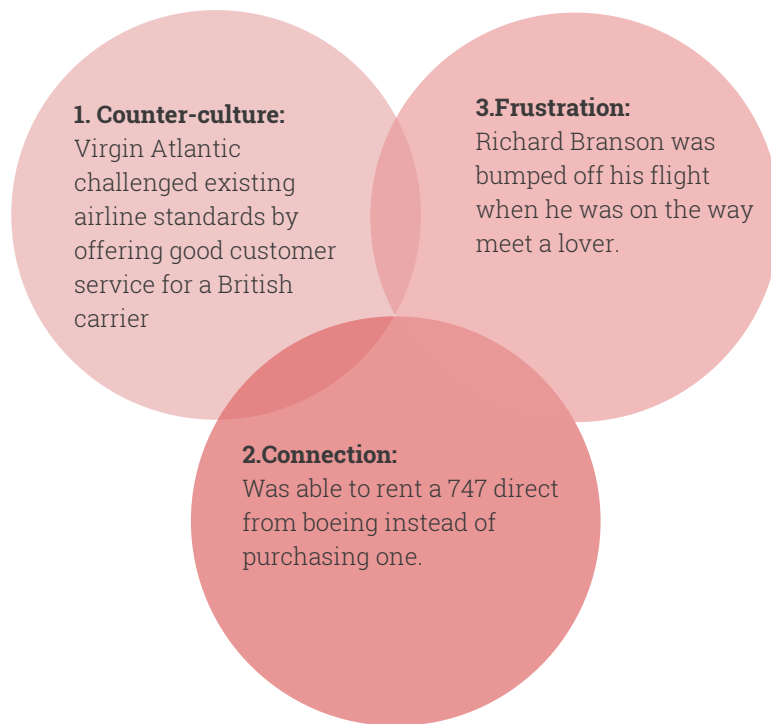 1. Counter-culture:
Virgin Atlantic
challenged existing
airline standards by
offering good customer
service for a British
carrier
3.Frustration:
Richard Branson was
bumped off his flight
when he was on the way
meet a lover.
2.Connection:
Was able to rent a 747 direct
from boeing instead of
purchasing one.